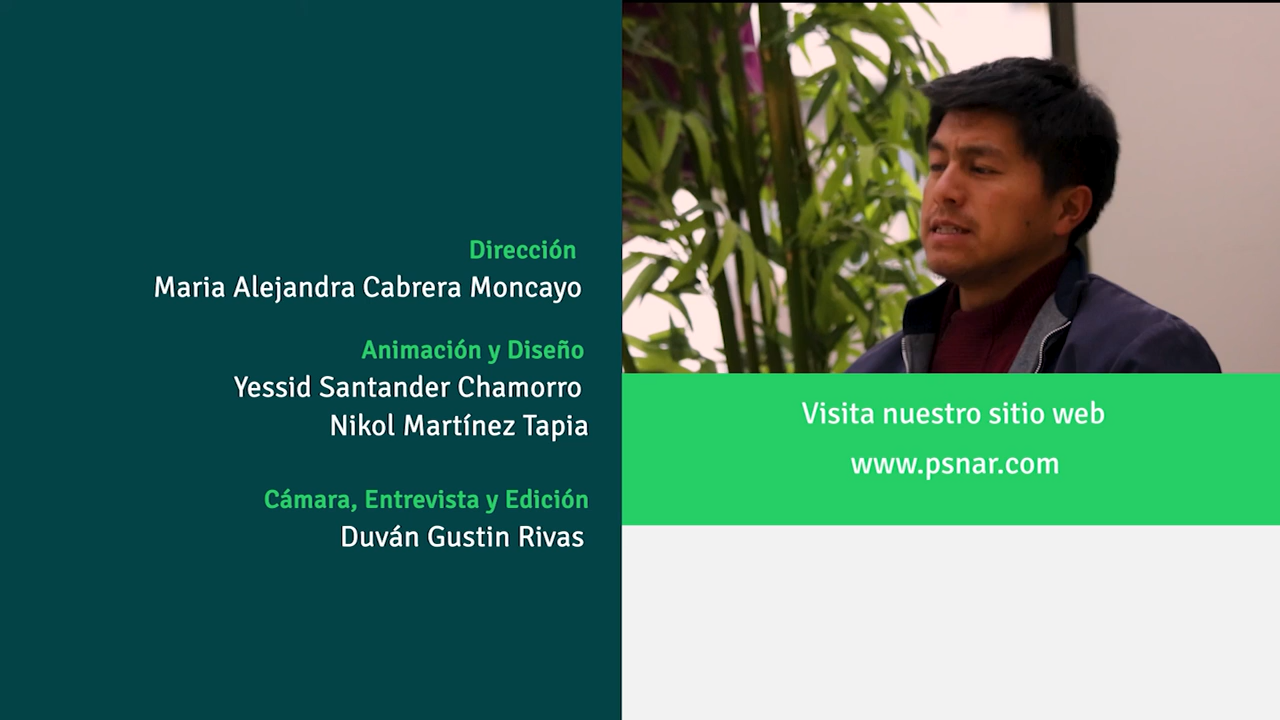 Dirección
Maria Alejandra Cabrera Moncayo
Animación y Diseño
Yessid Santander Chamorro
Nikol Martínez Tapia
Cámara, Entrevista y Edición
Duván Gustin Rivas
Visita nuestro sitio web
www.psnar.com